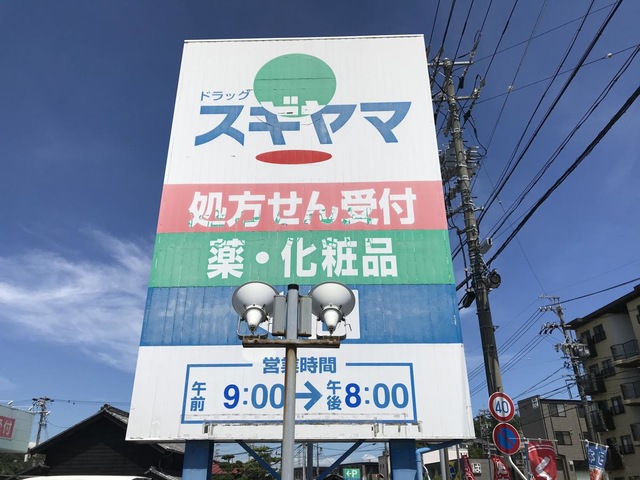 ドラッグ
スギヤマ
処方せん受付
薬・化粧品
営業時間
午前 9:00→午後 8:00
40
←P